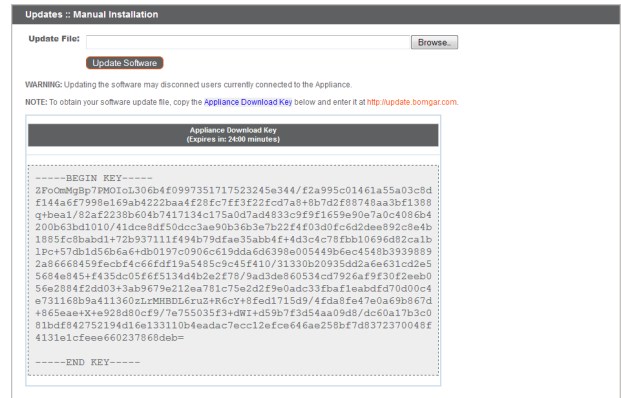 Updates :: Manual Installation
Update File:
Browse..
Update Software
WARNING: Updating the software may disconned users currently connected to the Appliance.
NOTE: To obtain your software update file, copy the Appliance Download Key below and enter it at http://update.bomgar.com.
Appliance Download Key
(Expires in: 24:00 minutes)
-----BEGIN KEY-----
ZFoOmMgBp7PMOIoL306b4f0997351717523245e344/f2a995c01461a55a03c8d
f144a6f7998e169ab4222baa4f28fc7ff3f22fcd7a8+8b7d2f88748aa3bf1388
q+bea1/82af2238b604b7417134c175a0d7ad4833c9f9f1659e90e7a0c4086b4
200b63bd1010/41dce8df50dcc3ae90b36b3e7b22f4f03d0fc6d2dee892c8e4b
1885fc8babd1+72b937111f494b79dfae35abb4f+4d3c4c78fbb10696d82ca1b
1Pc+57db1d56b6a6+db0197c0906c619dda6d6398e005449b6ec4548b3939889
2a86668459fecbf4c66fdf19a5485c9c45f410/31330b20935dd2a6e631cd2e5
5684e845+f435dc05f6f5134d4b2e2f78/9ad3de860534cd7926af9f30f2eeb0
56e2884f2dd03+3ab9679e212ea781c75e2d2f9e0adc33fbaf1eabdfd70d00c4
e731168b9a411360zLrMHBDL6ruZ+R6cY+8fed1715d9/4fda8fe47e0a69b867d
+865eae+X+e928d80cf9/7e755035f3+dWI+d59b7f3d54aa09d8/dc60a17b3c0
81bdf842752194d16e133110b4eadac7ecc12efce646ae258bf7d8372370048f
4131e1cfeee660237868deb=
-----END KEY-----